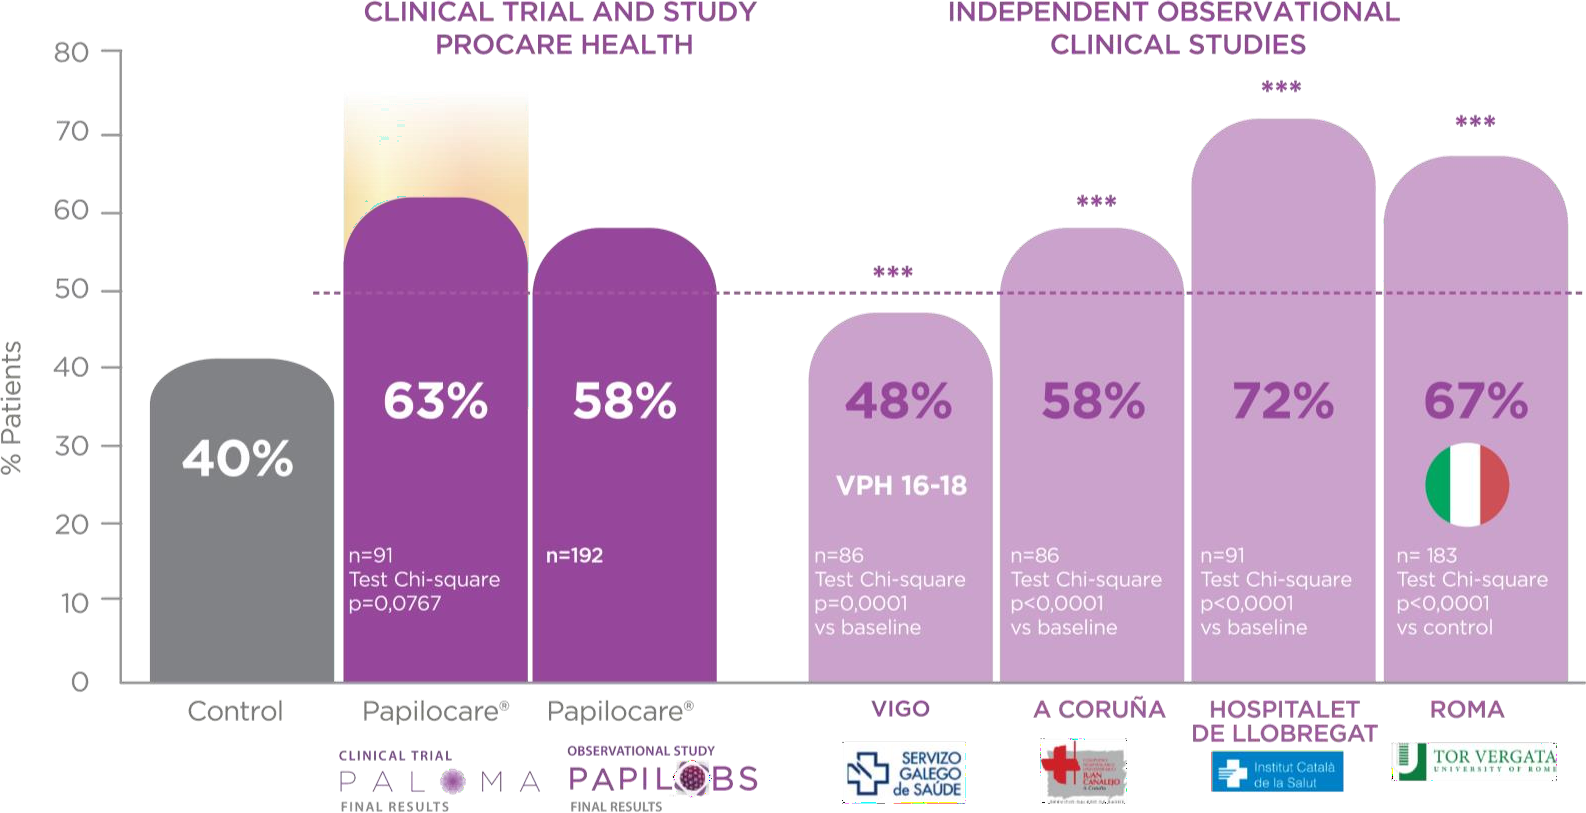 CLINICAL TRIAL AND STUDY
PROCARE HEALTH
INDEPENDENT OBSERVATIONAL
CLINICAL STUDIES
% Patients
80
70
60
50
40
30
20
10
0
40%
63%
n=91
Test Chi-square
p=0,0767
58%
n=192
***
48%
VPH 16-18
n=86
Test Chi-square
p=0,0001
vs baseline
***
58%
n=86
Test Chi-square
p<0,0001
vs baseline
***
72%
n=91
Test Chi-square
p<0,0001
vs baseline
***
67%
n= 183
Test Chi-square
p<0,0001
vs control
Control
Papilocare®
CLINICAL TRIAL
PALOMA
FINAL RESULTS
Papilocare®
OBSERVATIONAL STUDY
PAPILOBS
FINAL RESULTS
VIGO
SERVIZO
GALEGO
de SAÚDE
A CORUÑA
JUAN
CANALEJO
HOSPITALET
DE LLOBREGAT
Institut Català
de la Salut
ROMA
TOR VERGATA
UNIVERSITY OF ROME